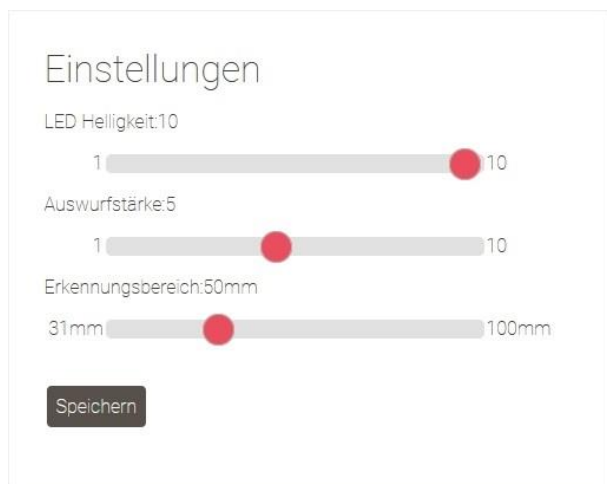 Einstellungen
LED Helligkeit:10
1 10
Auswurfstärke:5
1 10
Erkennungsbereich:50mm
31mm 100mm
Speichern